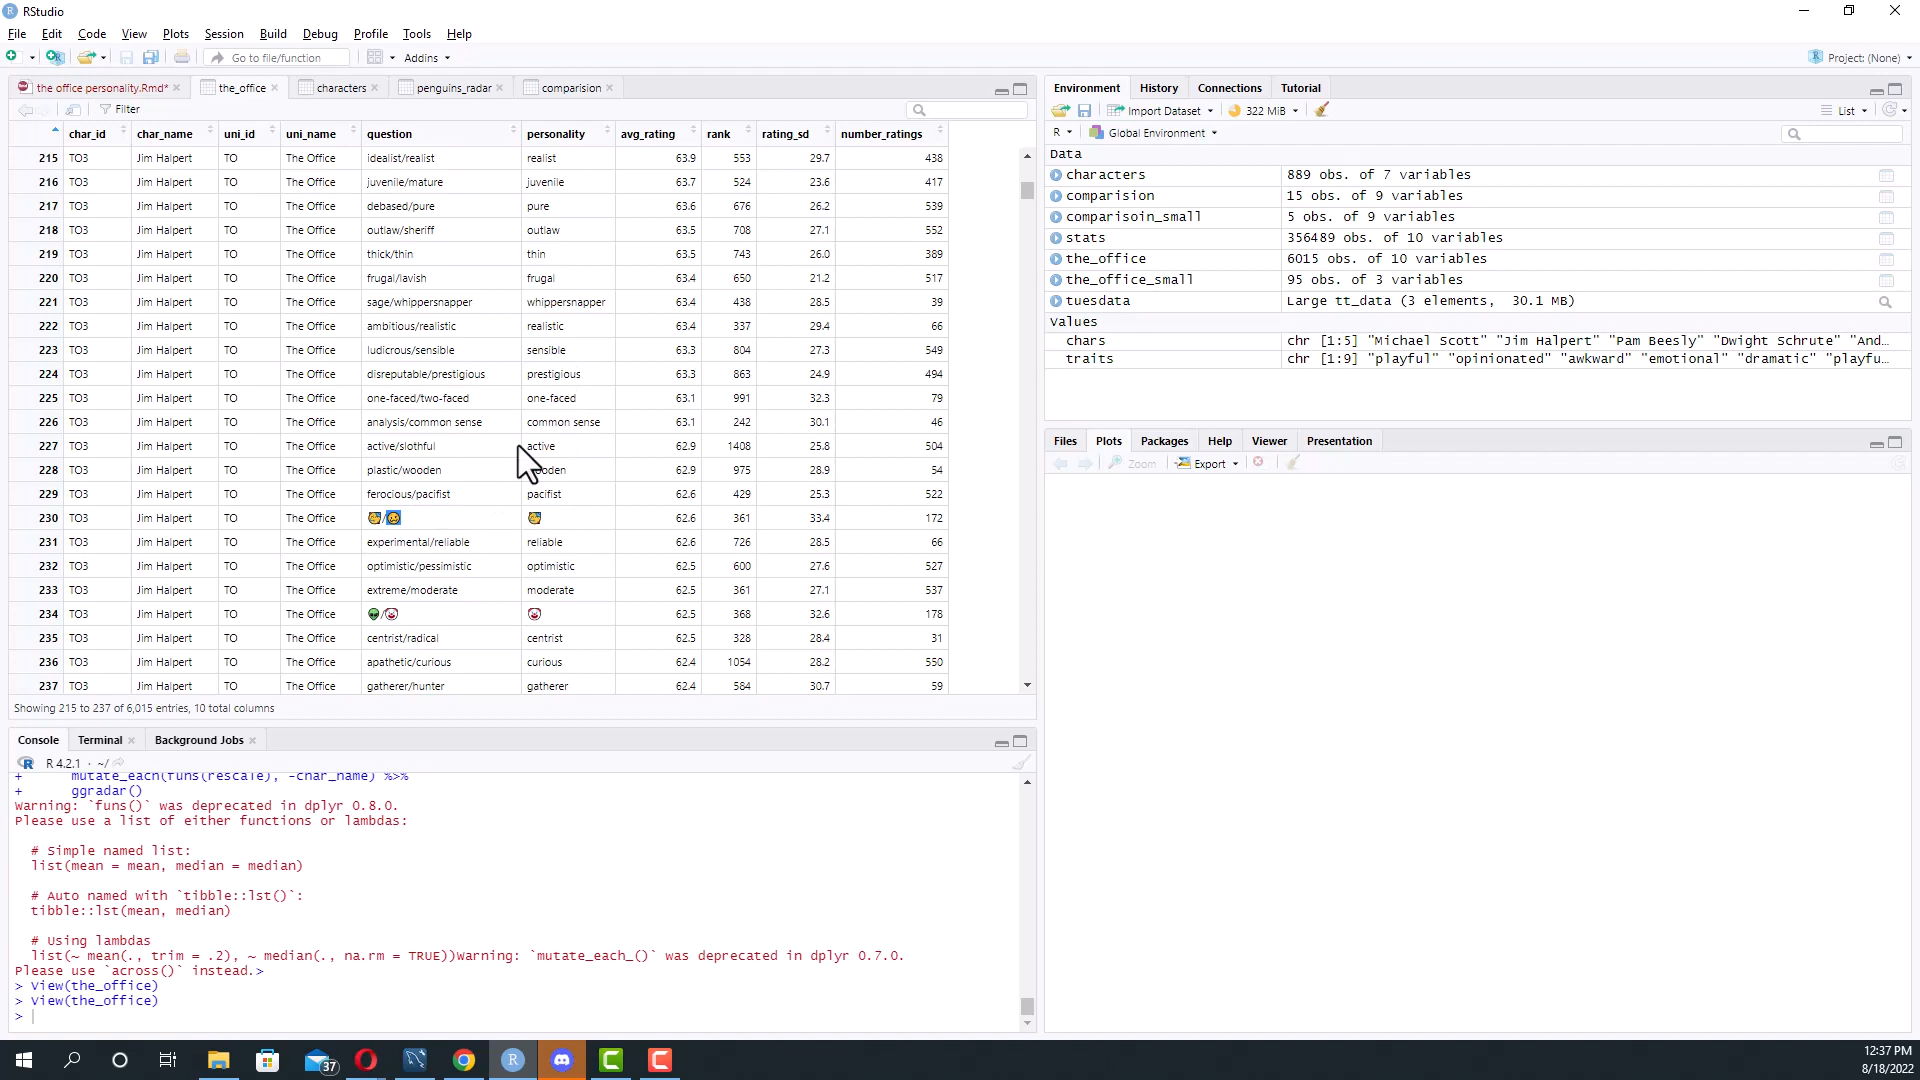 RStudio
File Edit Code View Plots Session Build Debug Profile Tools Help
Go to file/function Addins Project: (None)
the office personality.Rmd* the_office characters penguins_radar comparision
Filter
char_id char_name uni_id uni_name question personality avg_rating rank rating_sd number_ratings
215 TO3 Jim Halpert TO The Office idealist/realist realist 63.9 553 29.7 438
216 TO3 Jim Halpert TO The Office juvenile/mature juvenile 63.7 524 23.6 417
217 TO3 Jim Halpert TO The Office debased/pure pure 63.6 676 26.2 539
218 TO3 Jim Halpert TO The Office outlaw/sheriff outlaw 63.5 708 27.1 552
219 TO3 Jim Halpert TO The Office thick/thin thin 63.5 743 26.0 389
220 TO3 Jim Halpert TO The Office frugal/lavish frugal 63.4 650 21.2 517
221 TO3 Jim Halpert TO The Office sage/whippersnapper whippersnapper 63.4 438 28.5 39
222 TO3 Jim Halpert TO The Office ambitious/realistic realistic 63.4 337 29.4 66
223 TO3 Jim Halpert TO The Office ludicrous/sensible sensible 63.3 804 27.3 549
224 TO3 Jim Halpert TO The Office disreputable/prestigious prestigious 63.3 863 24.9 494
225 TO3 Jim Halpert TO The Office one-faced/two-faced one-faced 63.1 991 32.3 79
226 TO3 Jim Halpert TO The Office analysis/common sense common sense 63.1 242 30.1 46
227 TO3 Jim Halpert TO The Office active/slothful active 62.9 1408 25.8 504
228 TO3 Jim Halpert TO The Office plastic/wooden 62.9 975 28.9 54
229 TO3 Jim Halpert TO The Office ferocious/pacifist pacifist 62.6 429 25.3 522
230 TO3 Jim Halpert TO The Office / 62.6 361 33.4 172
231 TO3 Jim Halpert TO The Office experimental/reliable reliable 62.6 726 28.5 66
232 TO3 Jim Halpert TO The Office optimistic/pessimistic optimistic 62.5 600 27.6 527
233 TO3 Jim Halpert TO The Office extreme/moderate moderate 62.5 361 27.1 537
234 TO3 Jim Halpert TO The Office 👽/🤡 🤡 62.5 368 32.6 178
235 TO3 Jim Halpert TO The Office centrist/radical centrist 62.5 328 28.4 31
236 TO3 Jim Halpert TO The Office apathetic/curious curious 62.4 1054 28.2 550
237 TO3 Jim Halpert TO The Office gatherer/hunter gatherer 62.4 584 30.7 59
Showing 215 to 237 of 6,015 entries, 10 total columns
Console Terminal Background Jobs
R 4.2.1 · ~/
+ mutate_each(funs(rescale), -char_name) %>%
+ ggradar()
Warning: `funs()` was deprecated in dplyr 0.8.0.
Please use a list of either functions or lambdas:
# Simple named list:
list(mean = mean, median = median)
# Auto named with `tibble::lst()`:
tibble::lst(mean, median)
# Using lambdas
list(~ mean(., trim = .2), ~ median(., na.rm = TRUE))Warning: `mutate_each_()` was deprecated in dplyr 0.7.0.
Please use `across()` instead.>
> View(the_office)
> View(the_office)
>
Environment History Connections Tutorial
Import Dataset 322 MiB List
R Global Environment
Data
characters 889 obs. of 7 variables
comparision 15 obs. of 9 variables
comparisoin_small 5 obs. of 9 variables
stats 356489 obs. of 10 variables
the_office 6015 obs. of 10 variables
the_office_small 95 obs. of 3 variables
tuesdata Large tt_data (3 elements, 30.1 MB)
Values
chars chr [1:5] "Michael Scott" "Jim Halpert" "Pam Beesly" "Dwight Schrute" "And…
traits chr [1:9] "playful" "opinionated" "awkward" "emotional" "dramatic" "playfu…
Files Plots Packages Help Viewer Presentation
Zoom Export
37
12:37 PM
8/18/2022